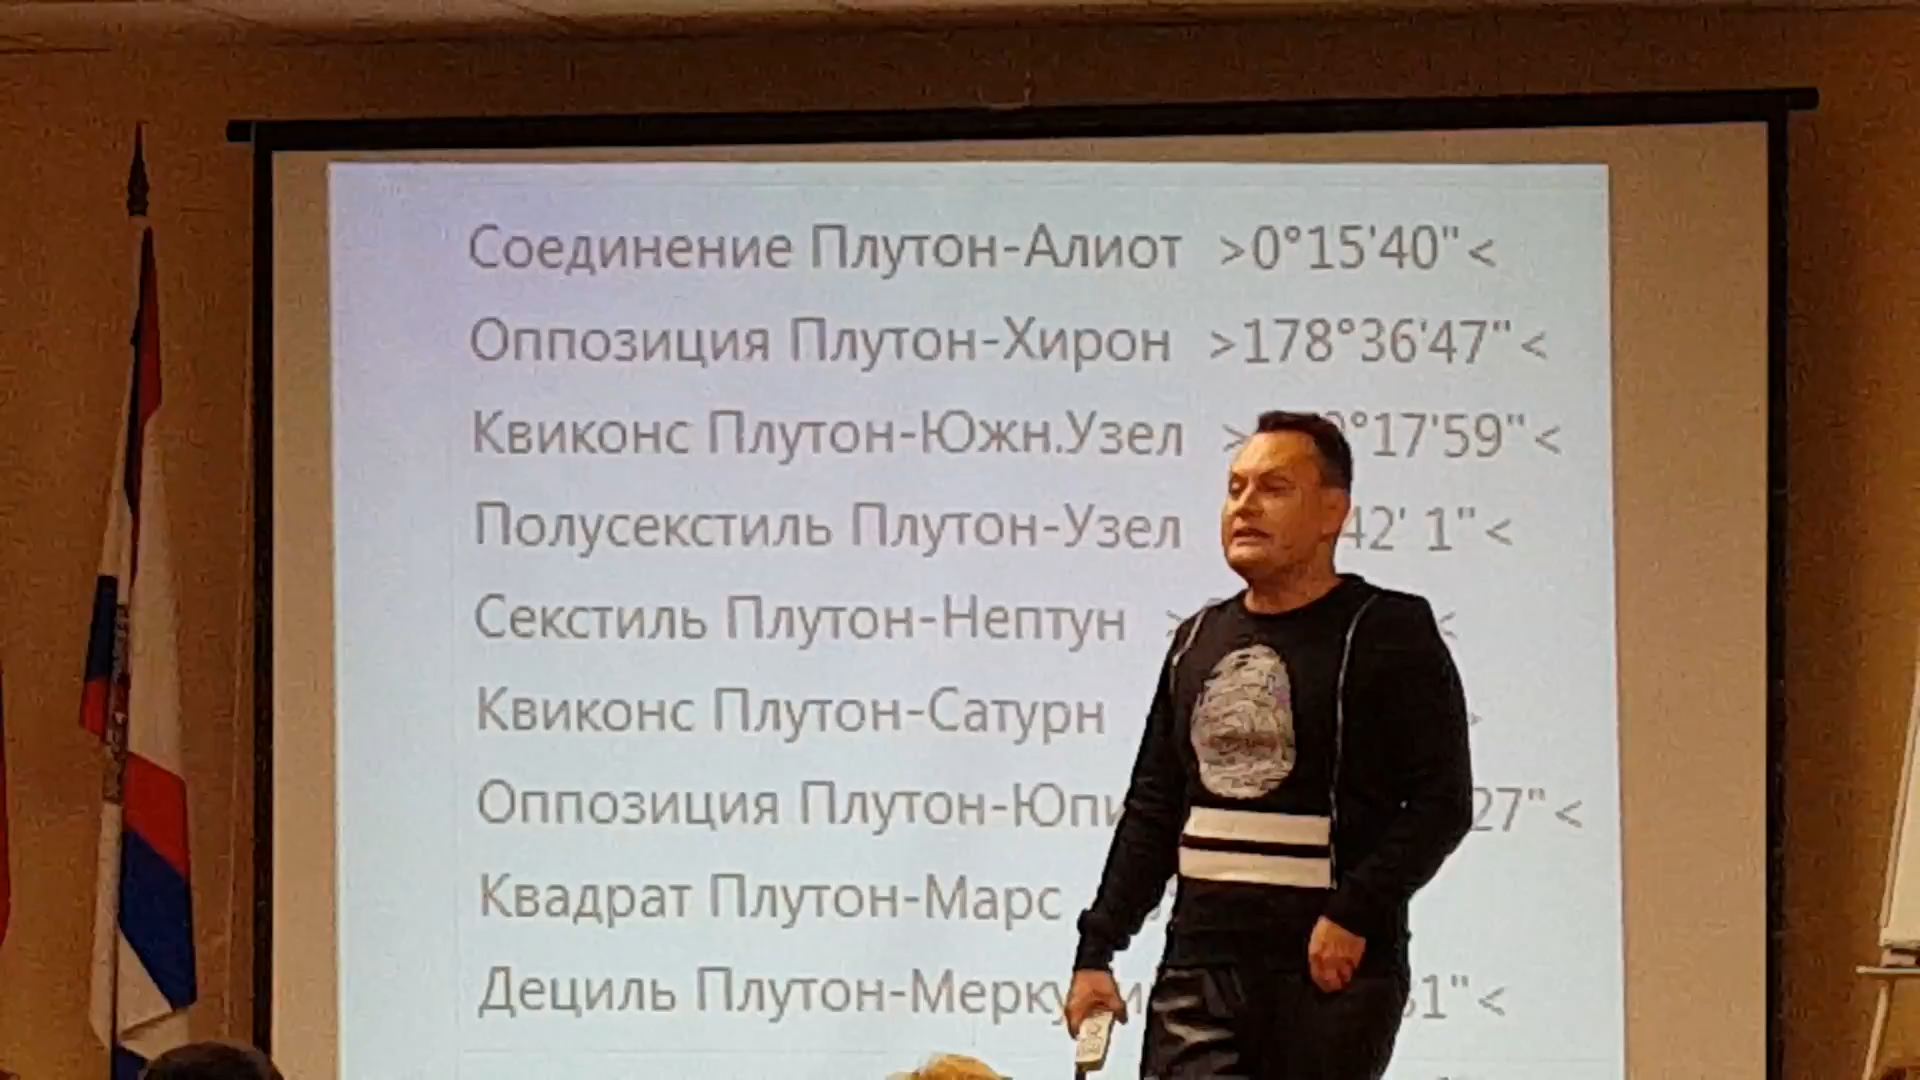 Соединение Плутон-Алиот >0°15'40"<
Оппозиция Плутон-Хирон >178°36'47"<
Квиконс Плутон-Южн.Узел > °17'59"<
Полусекстиль Плутон-Узел 42' 1"<
Секстиль Плутон-Нептун > <
Квиконс Плутон-Сатурн
Оппозиция Плутон-Юпи 27"<
Квадрат Плутон-Марс
Дециль Плутон-Мерку 1"<